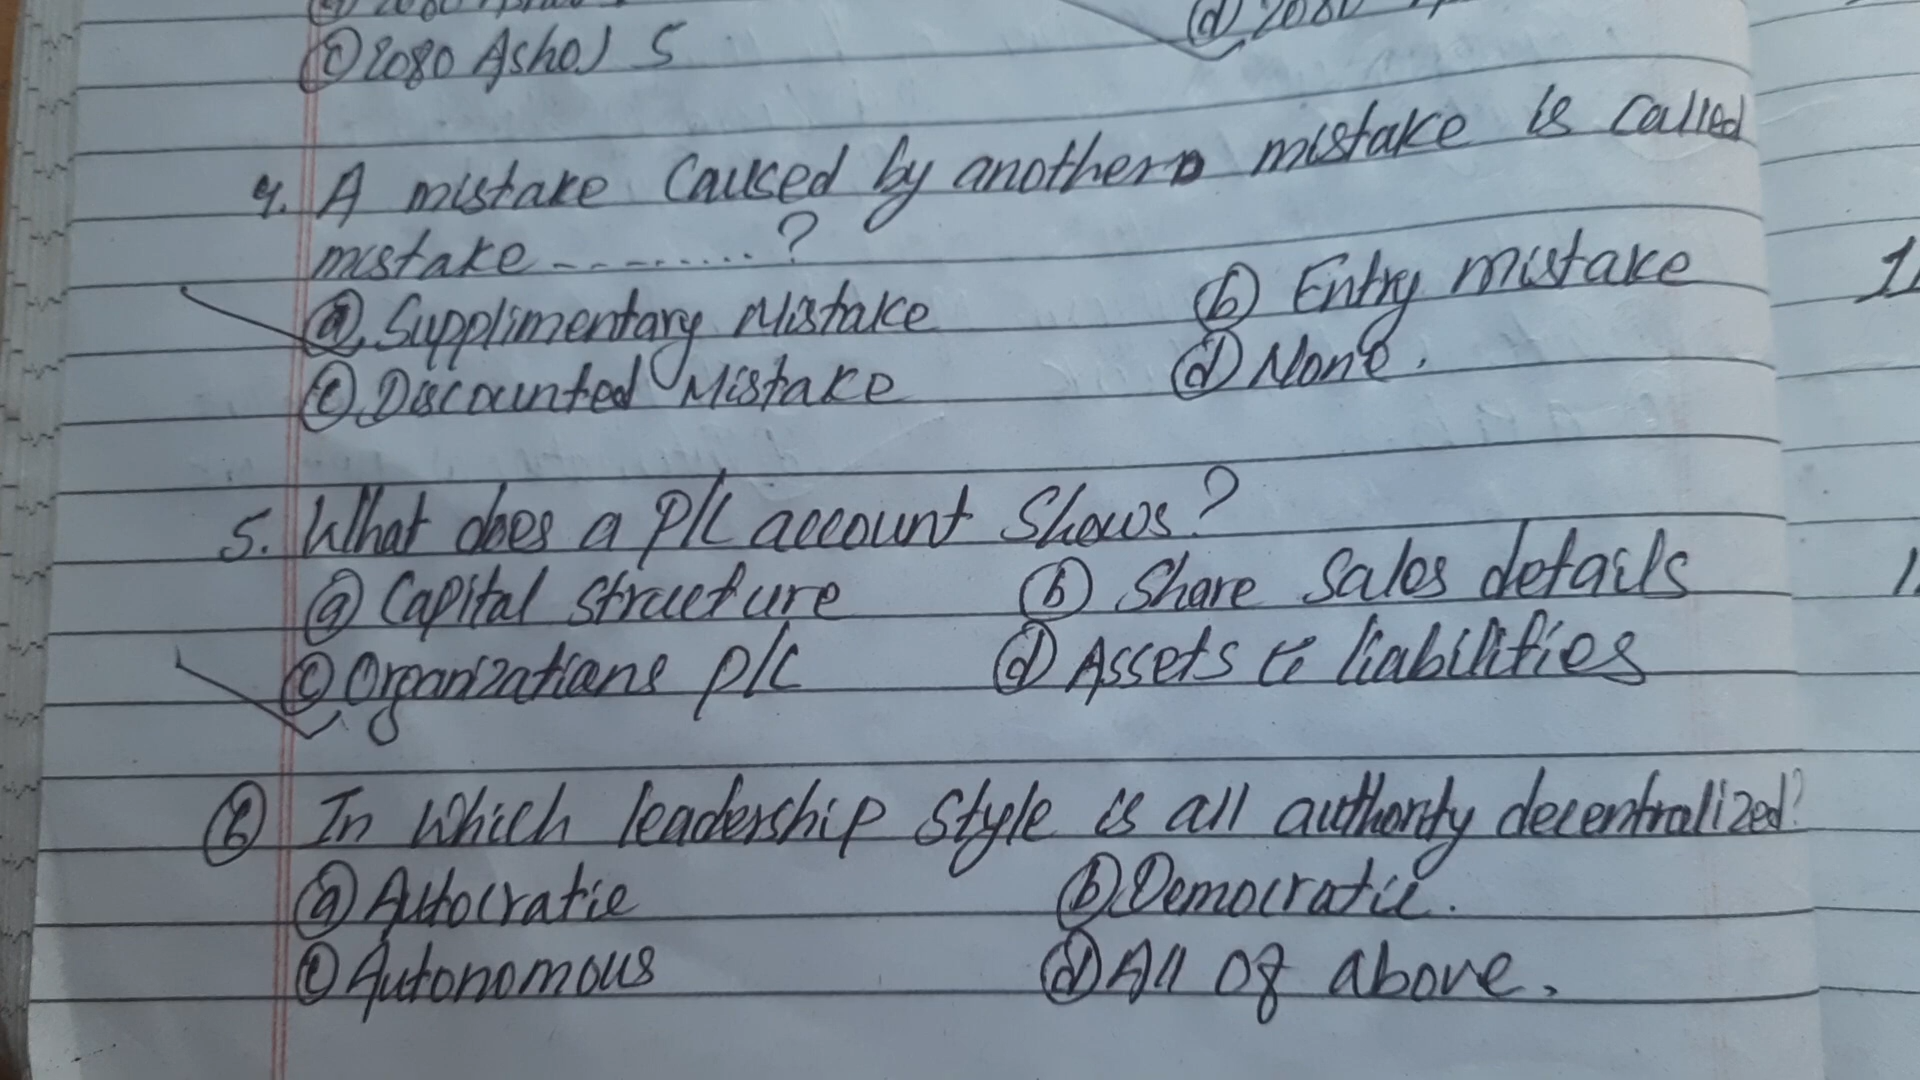 ⓒ 2080 Ashoj 5
ⓓ 2080
4. A mistake caused by another mistake is called
mistake ---------?
ⓐ Supplimentary Mistake ⓑ Entry mistake
ⓒ Discounted Mistake ⓓ None.
5. What does a P/L account Shows?
ⓐ Capital structure ⓑ Share Sales details
ⓒ Organizations P/L ⓓ Assets & liabilities
⑥ In which leadership style is all authority decentralized?
ⓐ Autocratic ⓑ Democratic.
ⓒ Autonomous ⓓ All of above.